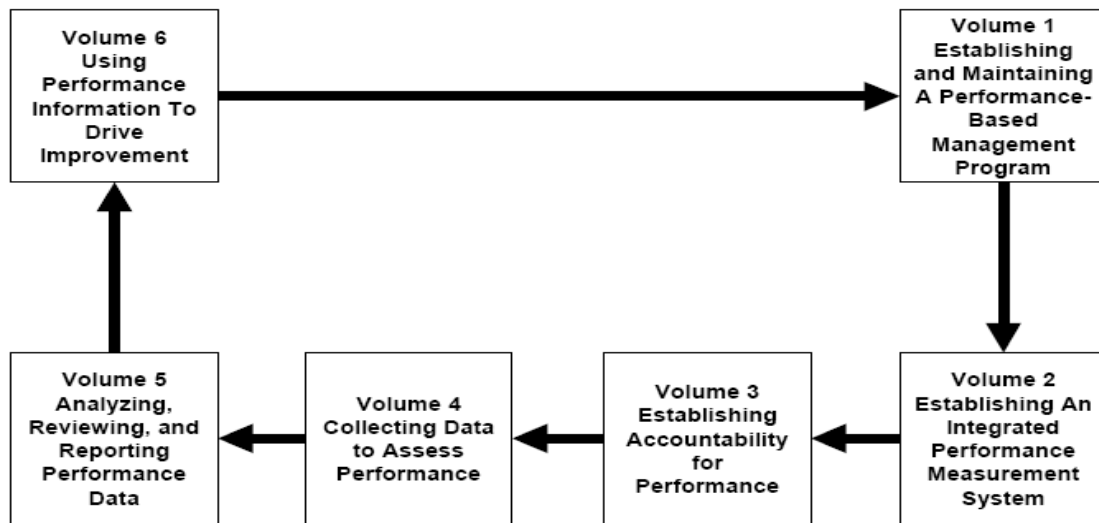 Volume 6
Using
Performance
Information To
Drive
Improvement
Volume 1
Establishing
and Maintaining
A Performance-
Based
Management
Program
Volume 5
Analyzing,
Reviewing, and
Reporting
Performance
Data
Volume 4
Collecting Data
to Assess
Performance
Volume 3
Establishing
Accountability
for
Performance
Volume 2
Establishing An
Integrated
Performance
Measurement
System